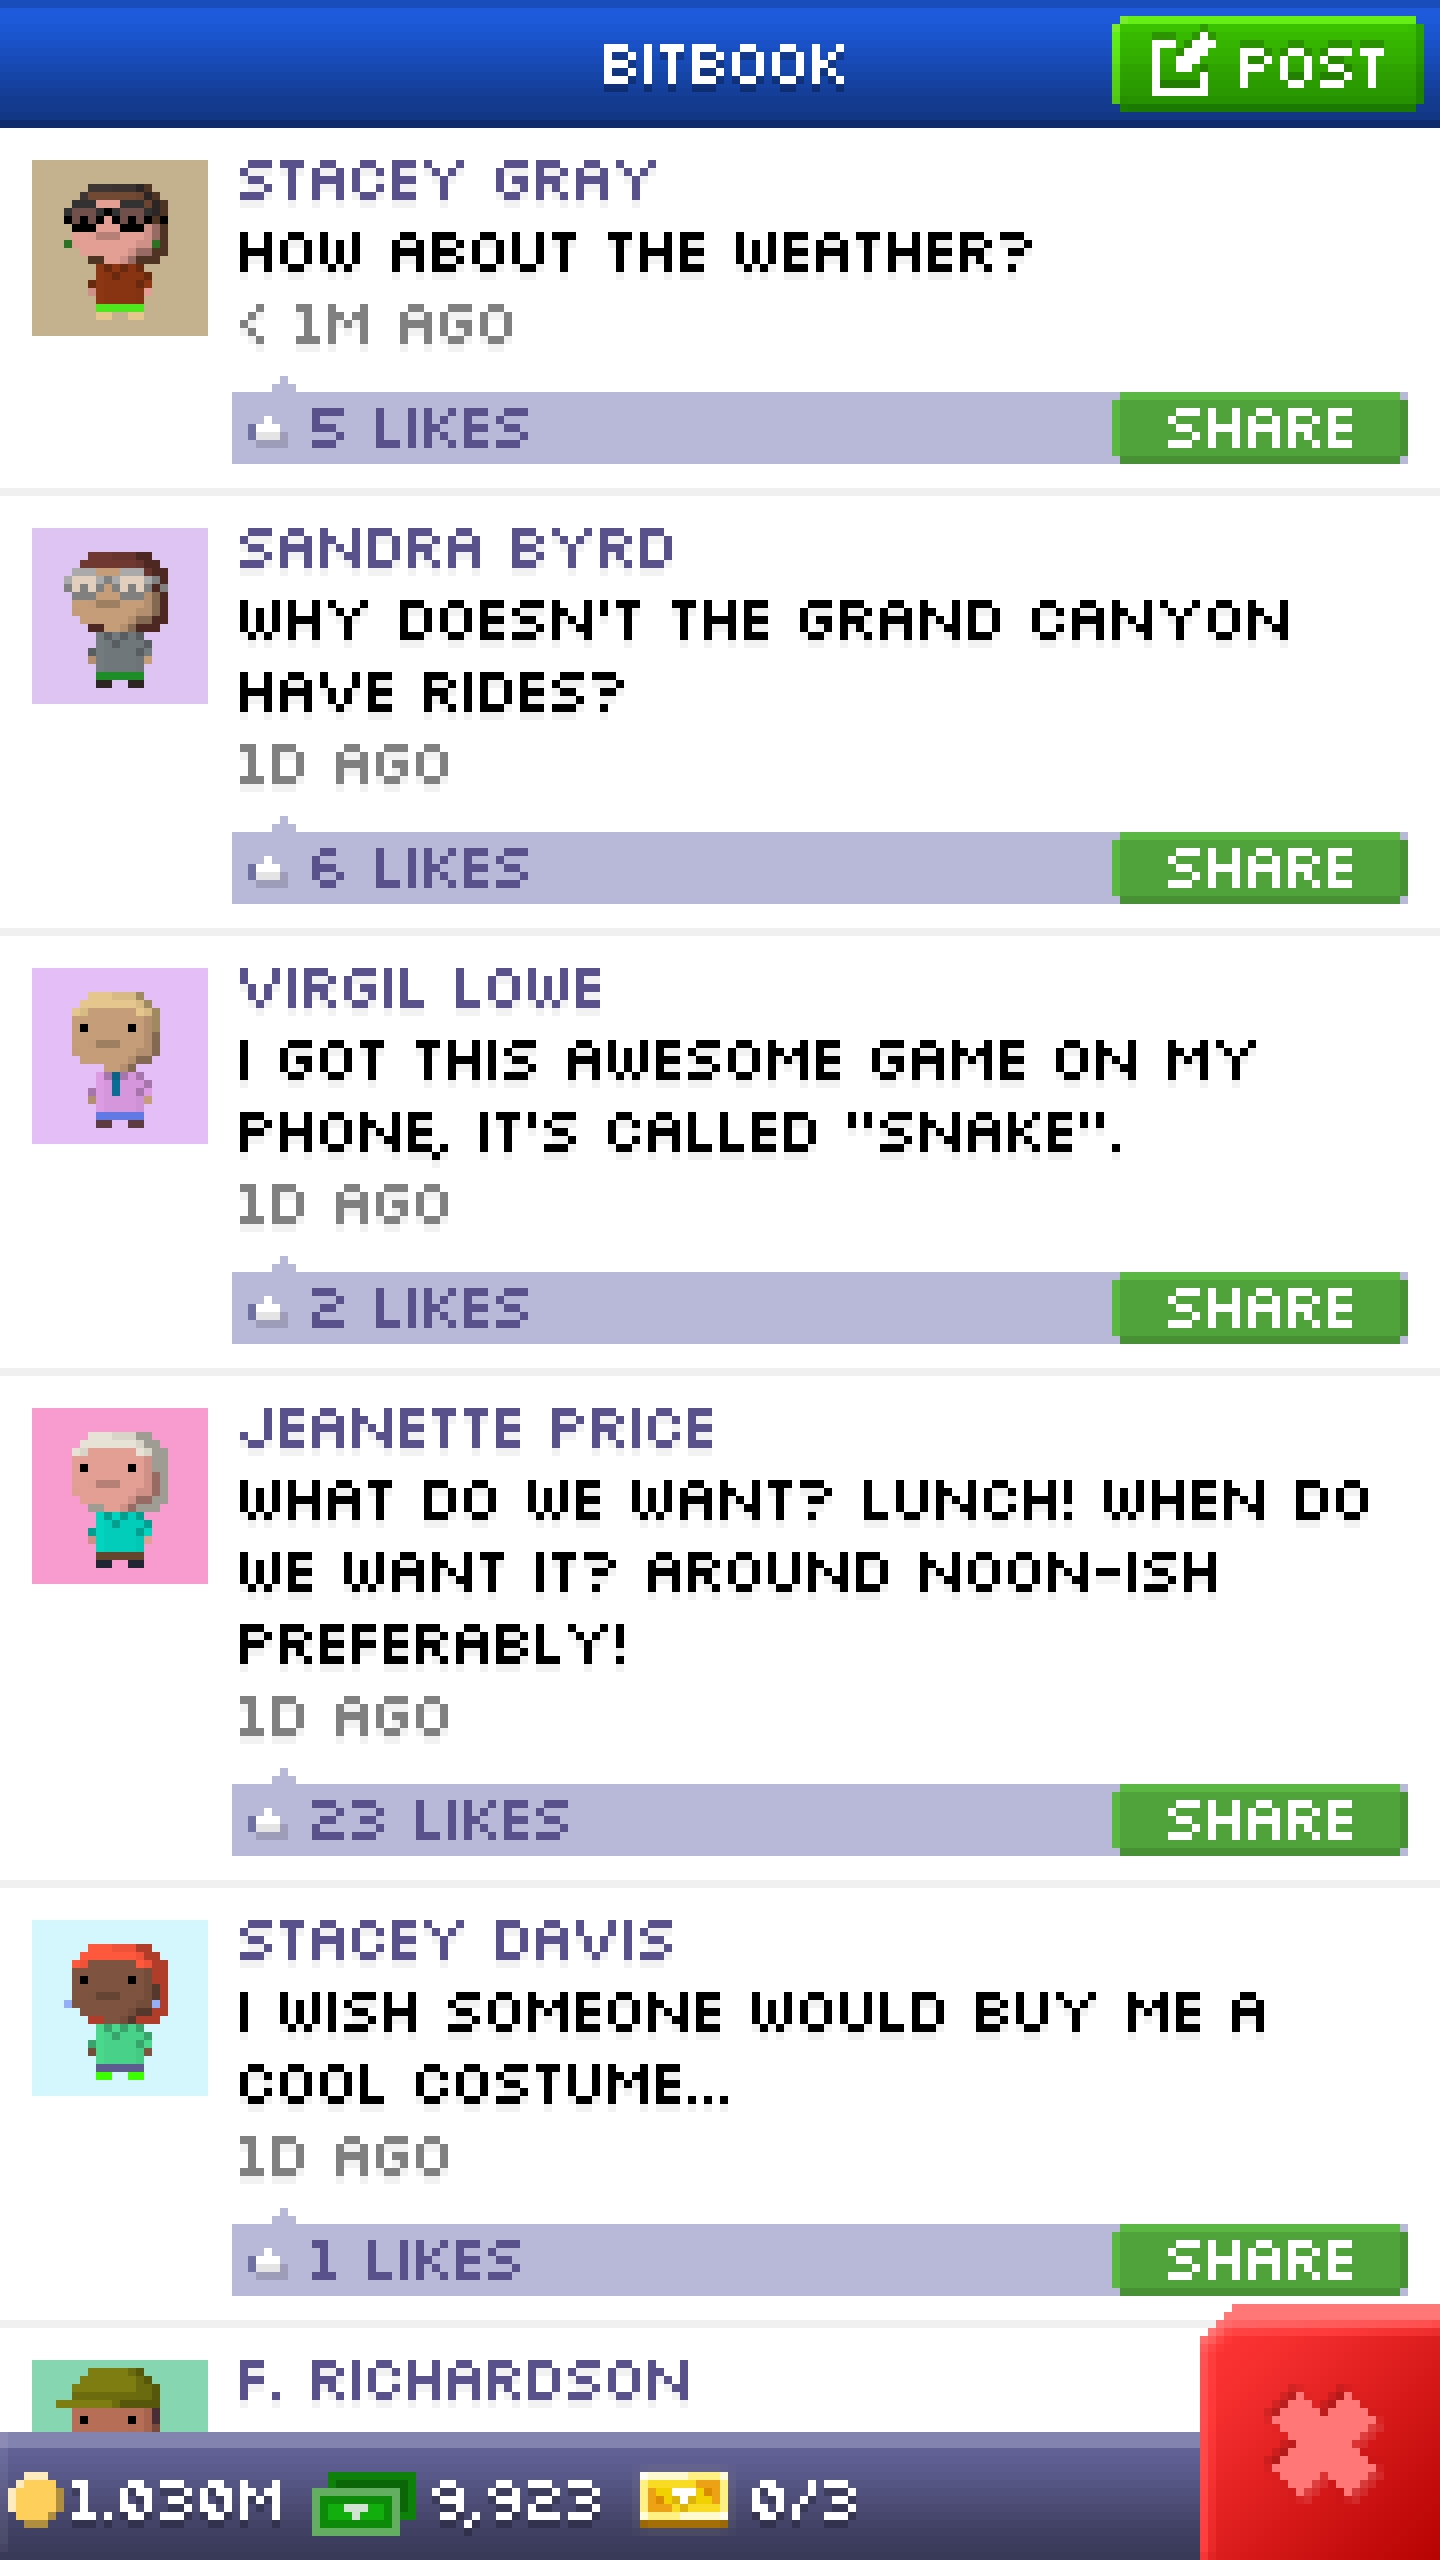 BITBOOK
POST
STACEY GRAY
HOW ABOUT THE WEATHER?
< 1M AGO
5 LIKES
SHARE
SANDRA BYRD
WHY DOESN'T THE GRAND CANYON
HAVE RIDES?
1D AGO
6 LIKES
SHARE
VIRGIL LOWE
I GOT THIS AWESOME GAME ON MY
PHONE, IT'S CALLED "SNAKE".
1D AGO
2 LIKES
SHARE
JEANETTE PRICE
WHAT DO WE WANT? LUNCH! WHEN DO
WE WANT IT? AROUND NOON-ISH
PREFERABLY!
1D AGO
23 LIKES
SHARE
STACEY DAVIS
I WISH SOMEONE WOULD BUY ME A
COOL COSTUME...
1D AGO
1 LIKES
SHARE
F. RICHARDSON
1.030M 9,923 0/3